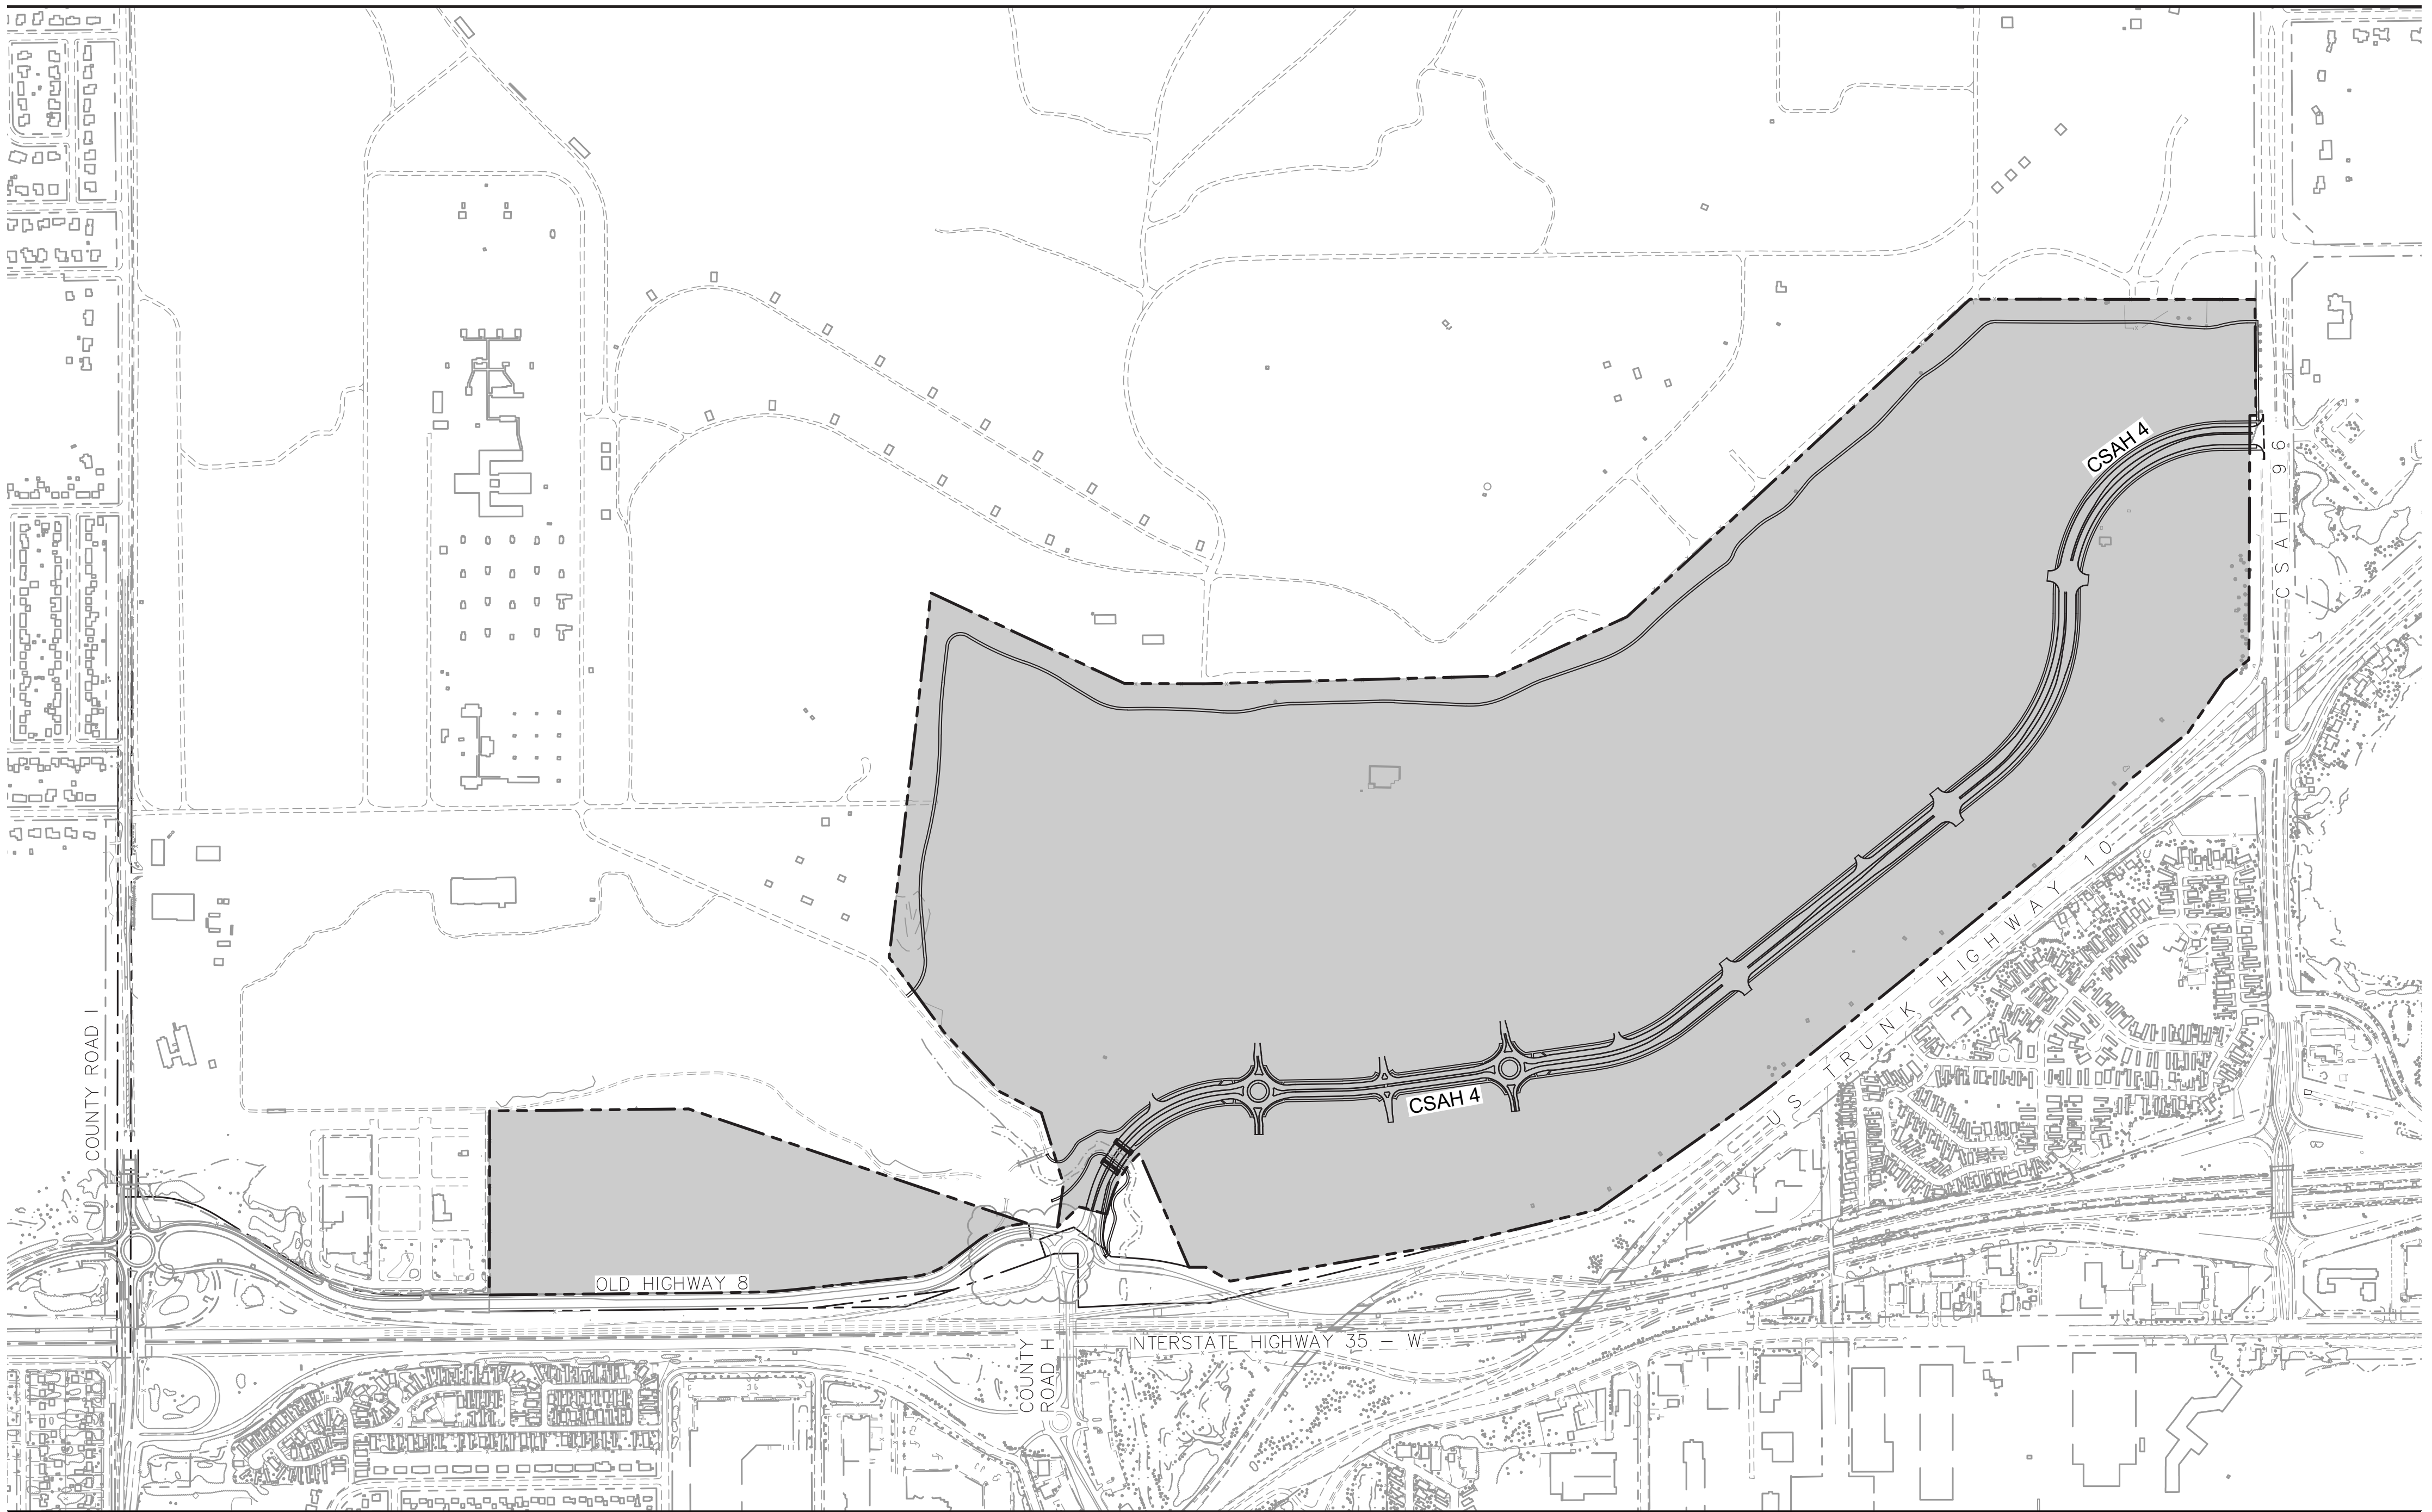 CSAH 4
CSAH 96
US TRUNK HIGHWAY 10
COUNTY ROAD I
CSAH 4
OLD HIGHWAY 8
COUNTY
ROAD H
INTERSTATE HIGHWAY 35 - W